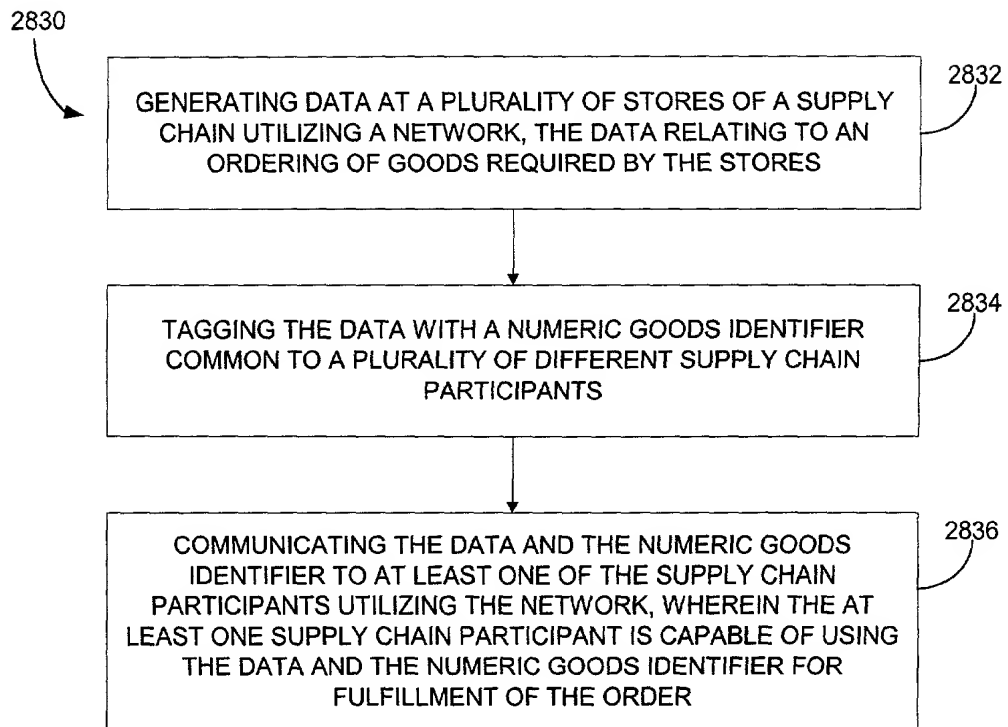 2830
2832
GENERATING DATA AT A PLURALITY OF STORES OF A SUPPLY
CHAIN UTILIZING A NETWORK, THE DATA RELATING TO AN
ORDERING OF GOODS REQUIRED BY THE STORES
2834
TAGGING THE DATA WITH A NUMERIC GOODS IDENTIFIER
COMMON TO A PLURALITY OF DIFFERENT SUPPLY CHAIN
PARTICIPANTS
2836
COMMUNICATING THE DATA AND THE NUMERIC GOODS
IDENTIFIER TO AT LEAST ONE OF THE SUPPLY CHAIN
PARTICIPANTS UTILIZING THE NETWORK, WHEREIN THE AT
LEAST ONE SUPPLY CHAIN PARTICIPANT IS CAPABLE OF USING
THE DATA AND THE NUMERIC GOODS IDENTIFIER FOR
FULFILLMENT OF THE ORDER